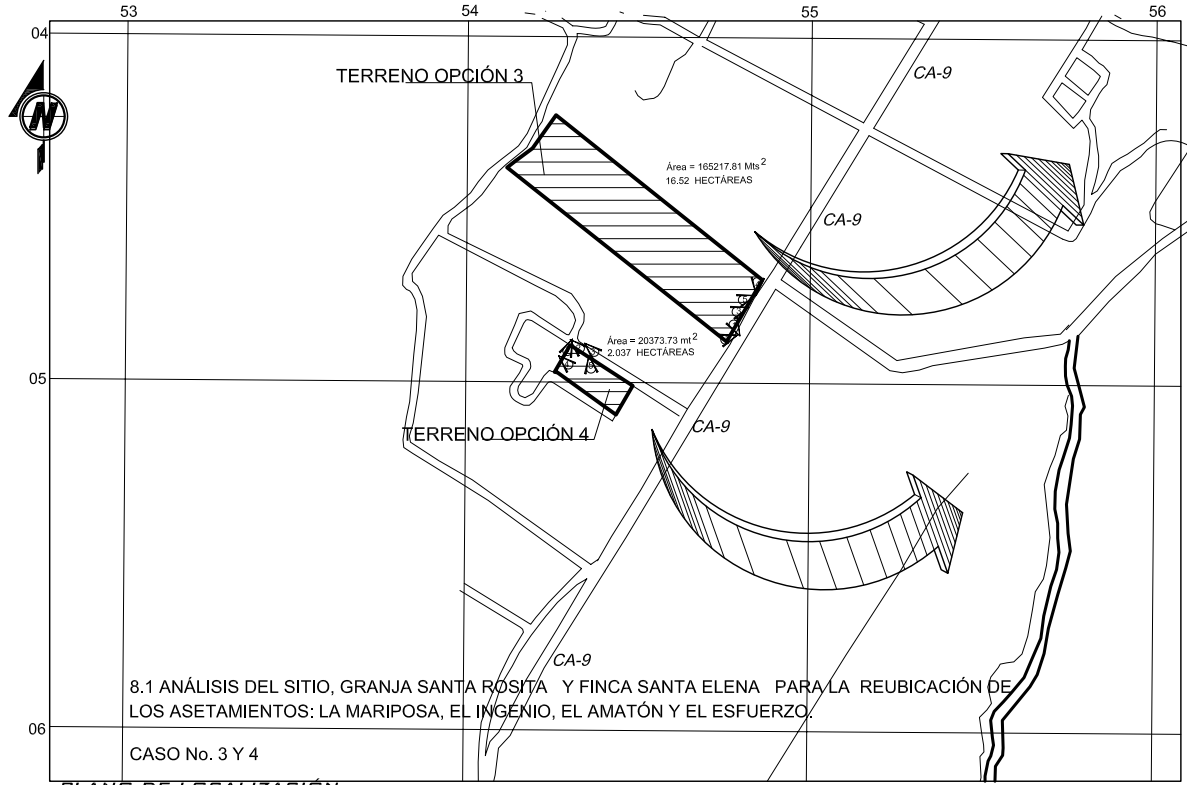 53 54 55 56
04
CA-9
TERRENO OPCIÓN 3
N
Área = 165217.81 Mts2
16.52 HECTÁREAS
CA-9
Área = 20373.73 mt2
2.037 HECTÁREAS
05
TERRENO OPCIÓN 4
CA-9
CA-9
8.1 ANÁLISIS DEL SITIO, GRANJA SANTA ROSITA Y FINCA SANTA ELENA PARA LA REUBICACIÓN DE
LOS ASETAMIENTOS: LA MARIPOSA, EL INGENIO, EL AMATÓN Y EL ESFUERZO.
06
CASO No. 3 Y 4
PLANO DE LOCALIZACIÓN